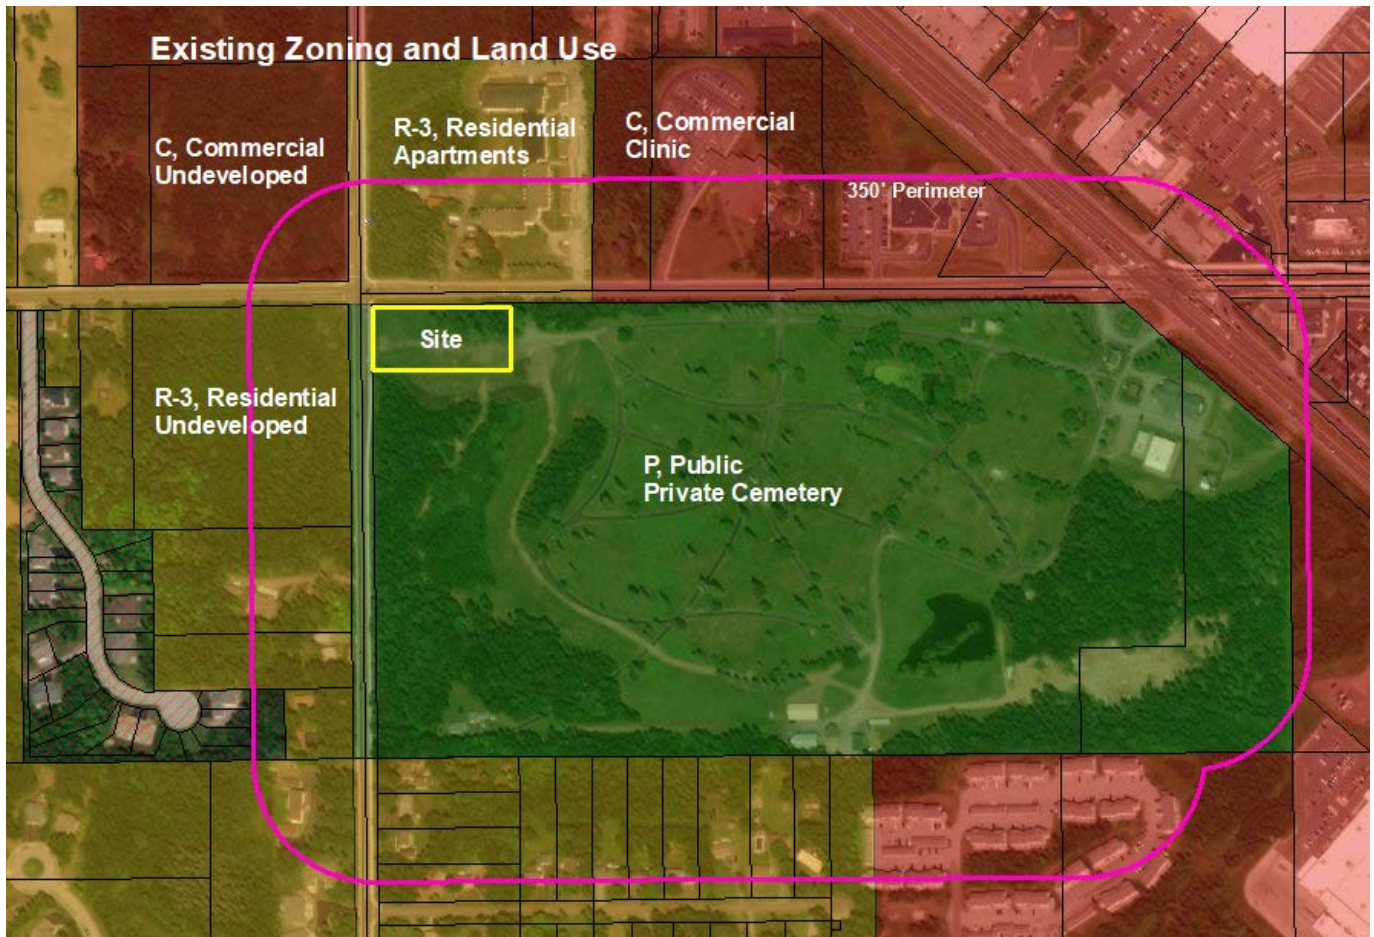 Existing Zoning and Land Use
C, Commercial
Undeveloped
R-3, Residential
Apartments
C, Commercial
Clinic
350' Perimeter
Site
R-3, Residential
Undeveloped
P, Public
Private Cemetery